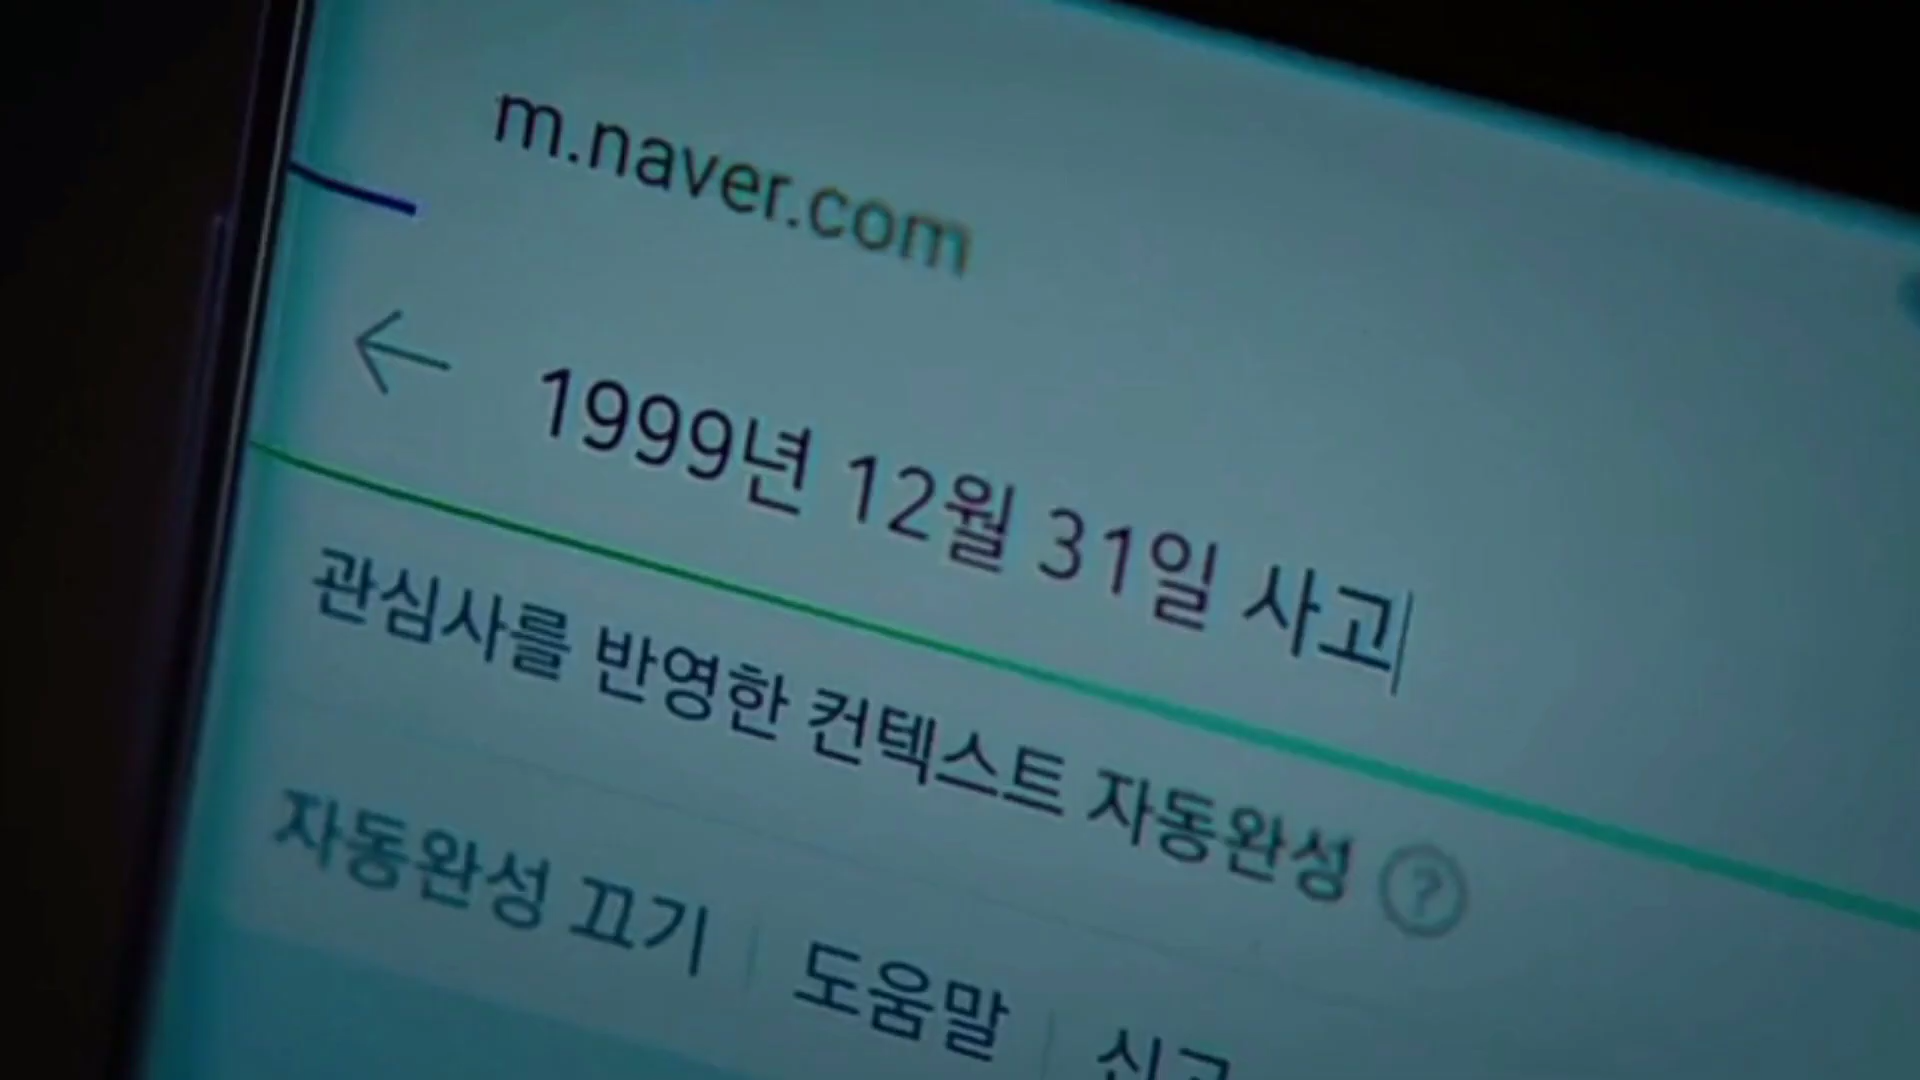 m.naver.com
1999년 12월 31일 사고
관심사를 반영한 컨텍스트 자동완성 ?
자동완성 끄기 도움말 신고